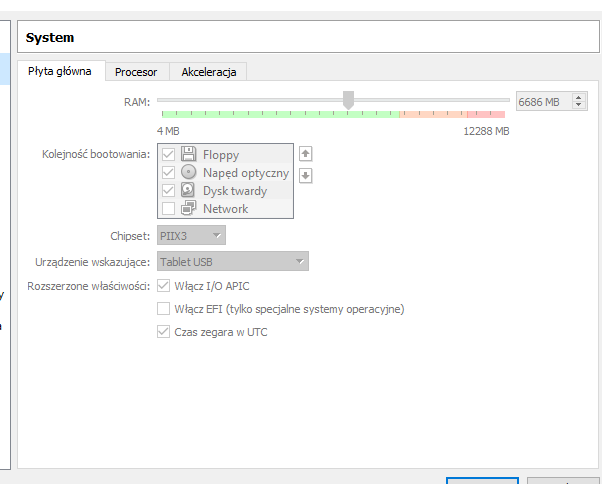 System
Płyta główna Procesor Akceleracja
RAM: 6686 MB
4 MB 12288 MB
Kolejność bootowania: Floppy
Napęd optyczny
Dysk twardy
Network
Chipset: PIIX3
Urządzenie wskazujące: Tablet USB
Rozszerzone właściwości: Włącz I/O APIC
Włącz EFI (tylko specjalne systemy operacyjne)
Czas zegara w UTC